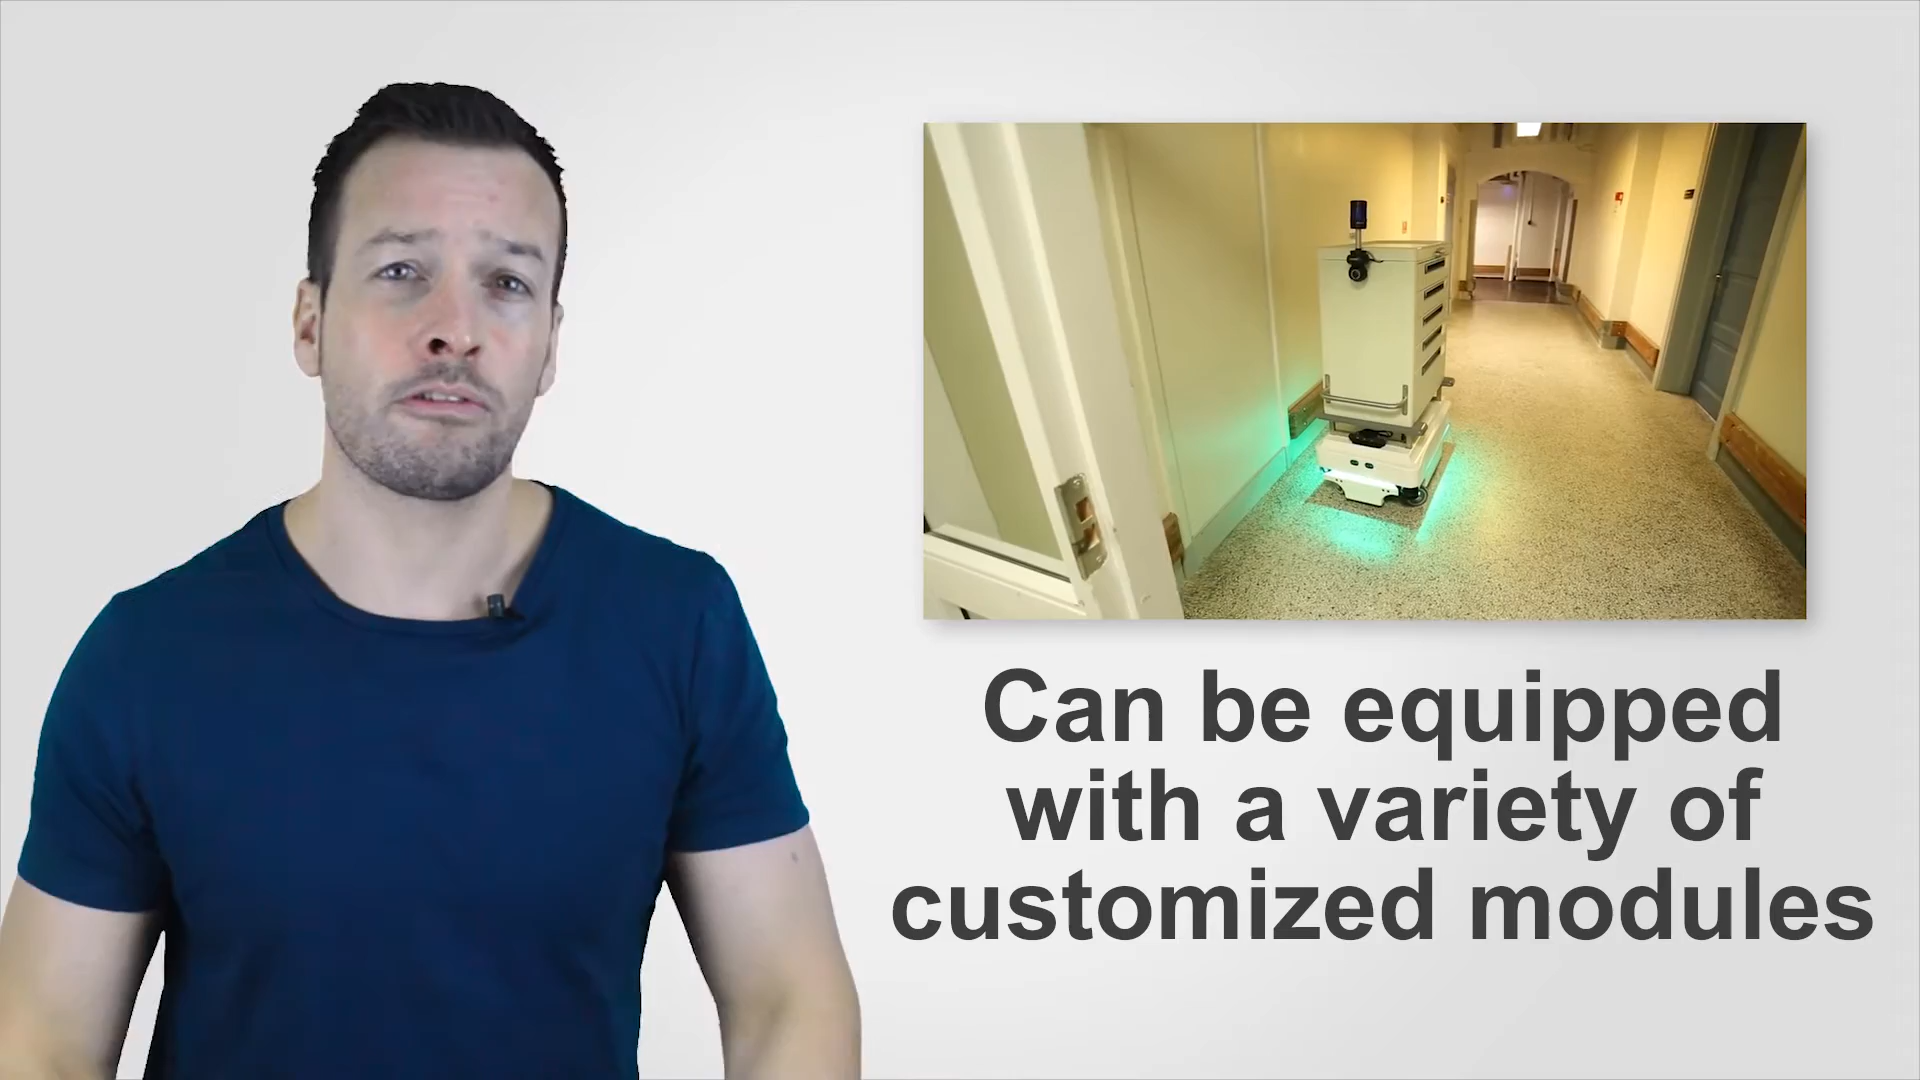 Can be equipped
with a variety of
customized modules